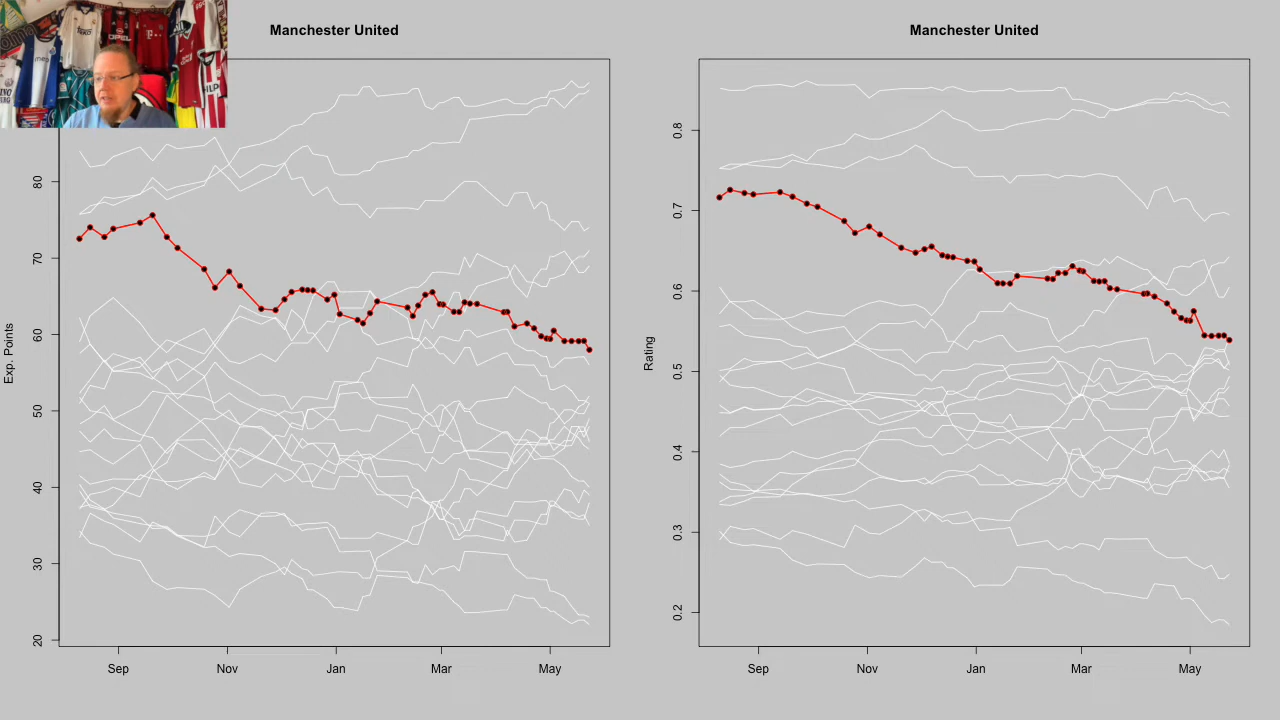 Manchester United
Manchester United
Exp. Points
80
70
60
50
40
30
20
Sep
Nov
Jan
Mar
May
Rating
0.8
0.7
0.6
0.5
0.4
0.3
0.2
Sep
Nov
Jan
Mar
May
OPEL